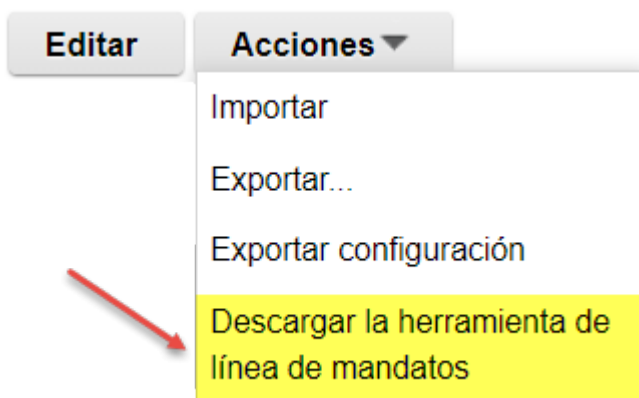 Editar Acciones
Importar
Exportar...
Exportar configuración
Descargar la herramienta de
línea de mandatos